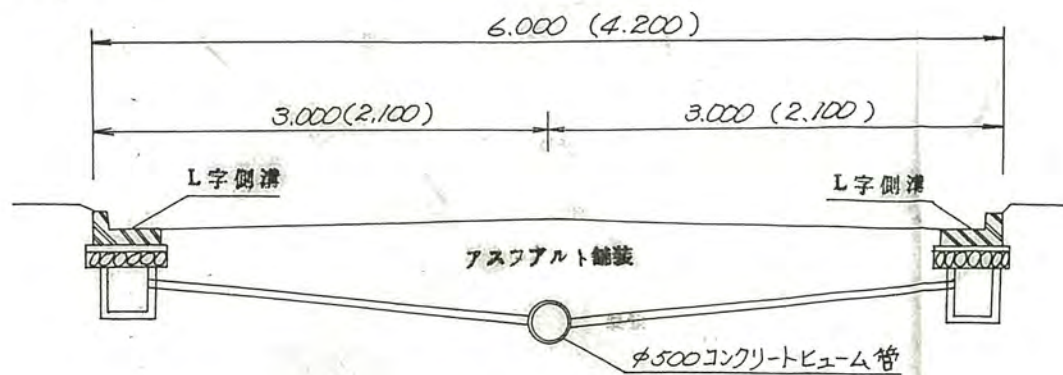 6.000 (4.200)
3.000 (2.100)
3.000 (2.100)
L字側溝
L字側溝
アスファルト舗装
φ500コンクリートヒューム管